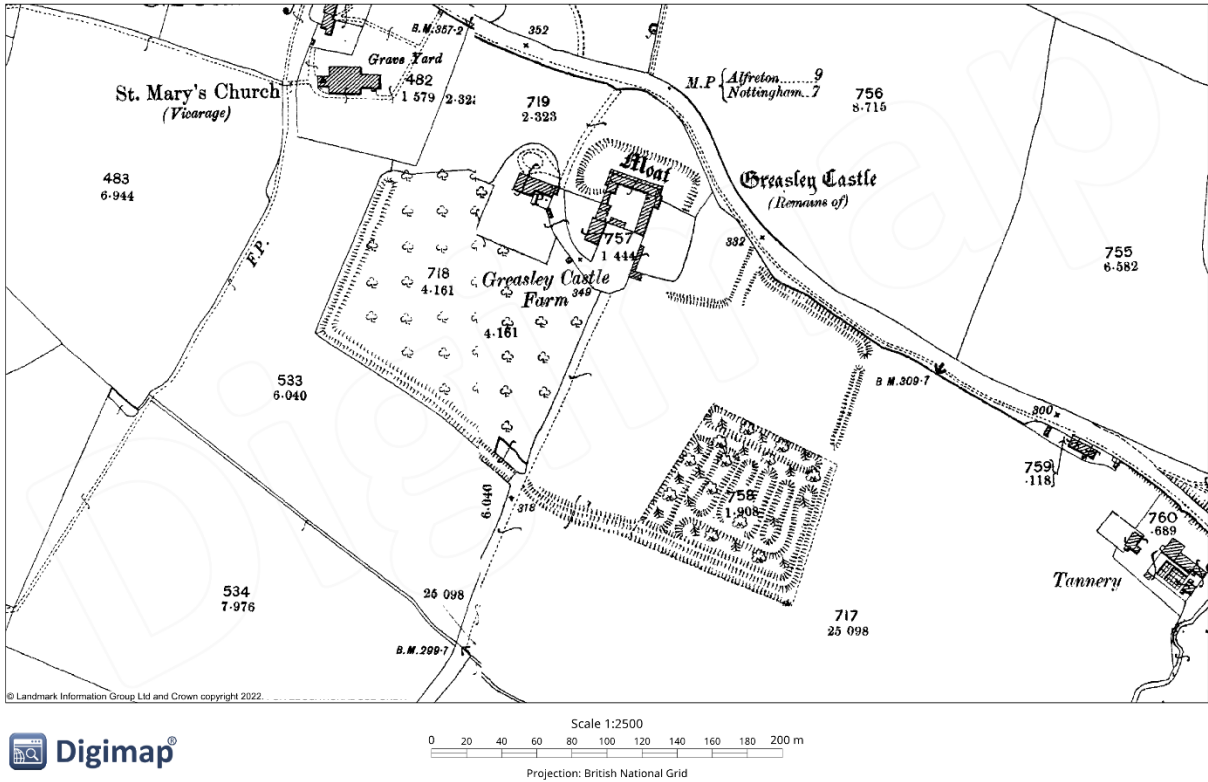 B.M.357·2
352
Grave Yard
482
1 579
2·323
St. Mary's Church
(Vicarage)
719
2·323
M.P { Alfreton......9
Nottingham..7
756
8·715
483
6·944
Moat
Greasley Castle
(Remains of)
P.
757
1 444
332
755
6·582
F.P.
718
4·161
Greasley Castle
Farm
349
4·161
533
6·040
B M.309·7
300
759
·118
758
1·908
6·040
318
760
·689
Tannery
534
7·976
25 098
717
25 098
B.M.299·7
© Landmark Information Group Ltd and Crown copyright 2022.
Digimap®
Scale 1:2500
0 20 40 60 80 100 120 140 160 180 200 m
Projection: British National Grid
Digimap